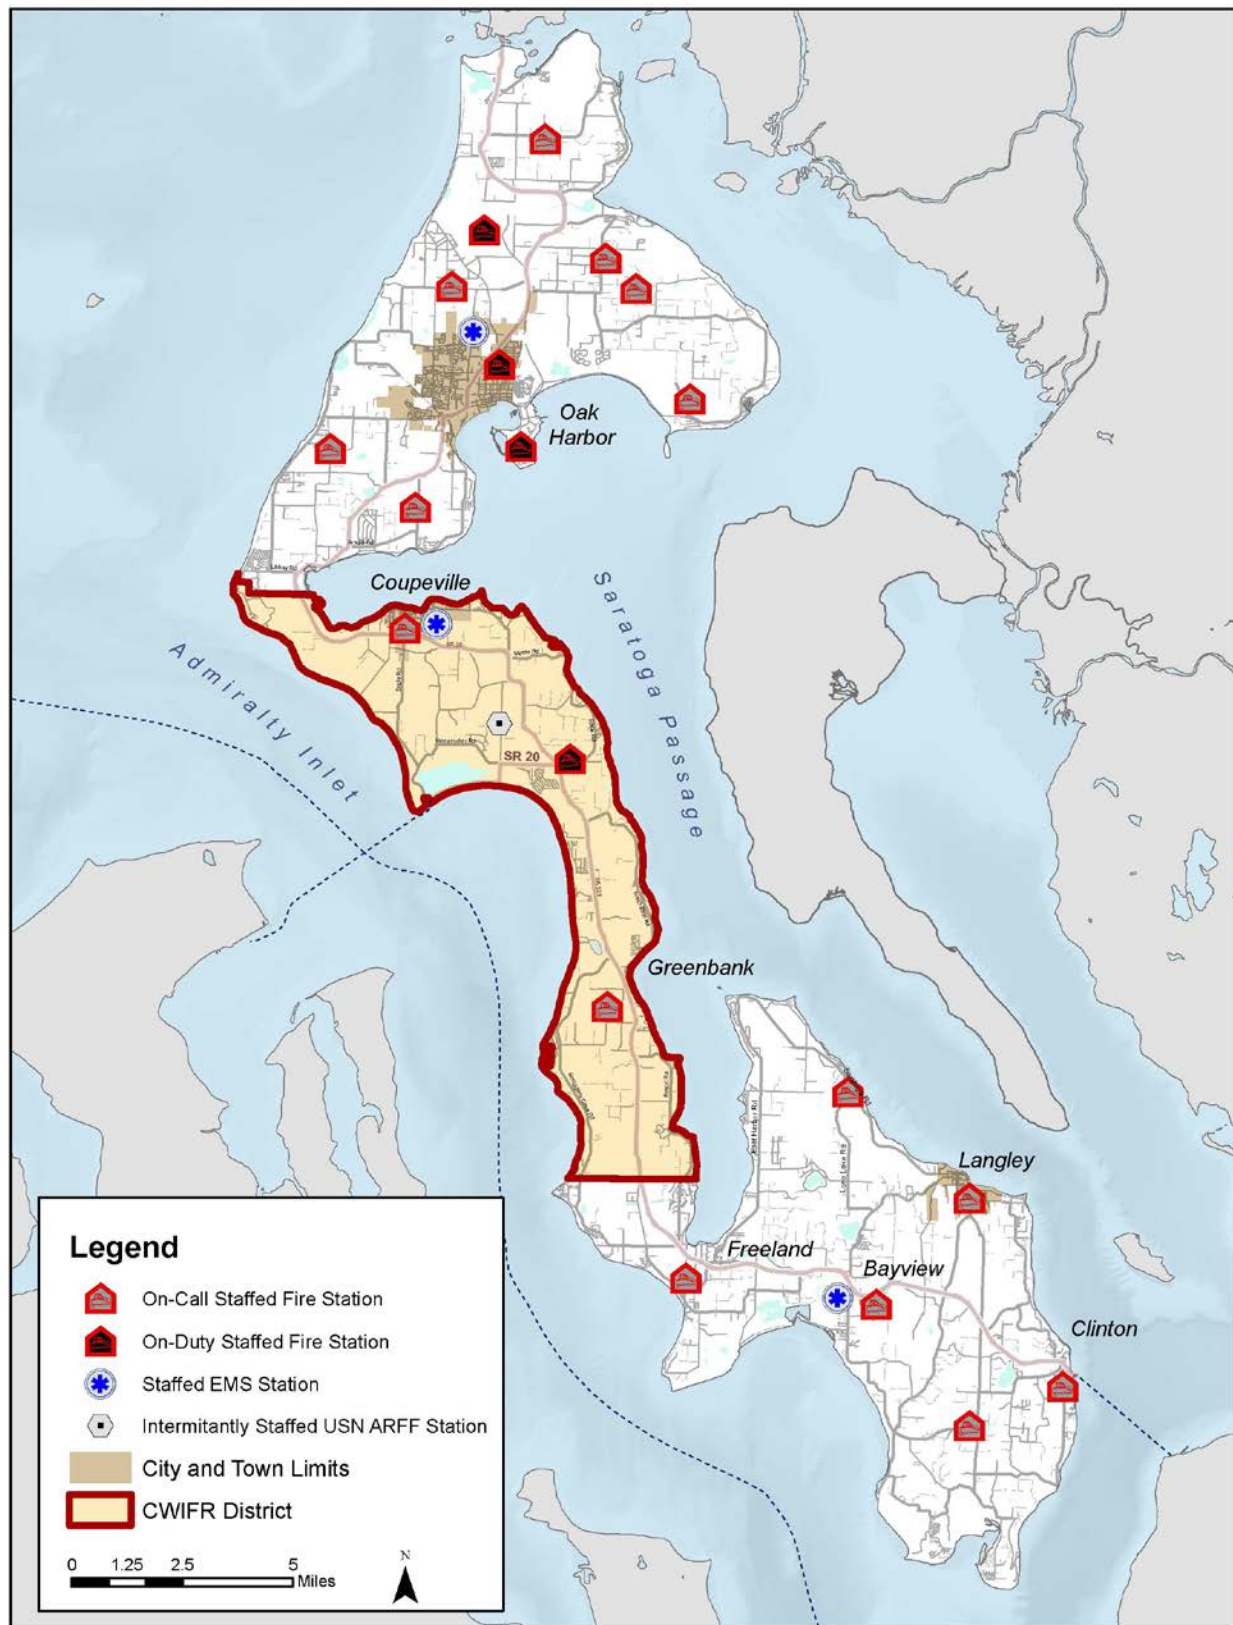 Oak
Harbor
Coupeville
Saratoga Passage
Admiralty Inlet
SR 20
Greenbank
Langley
Freeland
Bayview
Clinton
Legend
On-Call Staffed Fire Station
On-Duty Staffed Fire Station
Staffed EMS Station
Intermitantly Staffed USN ARFF Station
City and Town Limits
CWIFR District
0 1.25 2.5 5
Miles
N